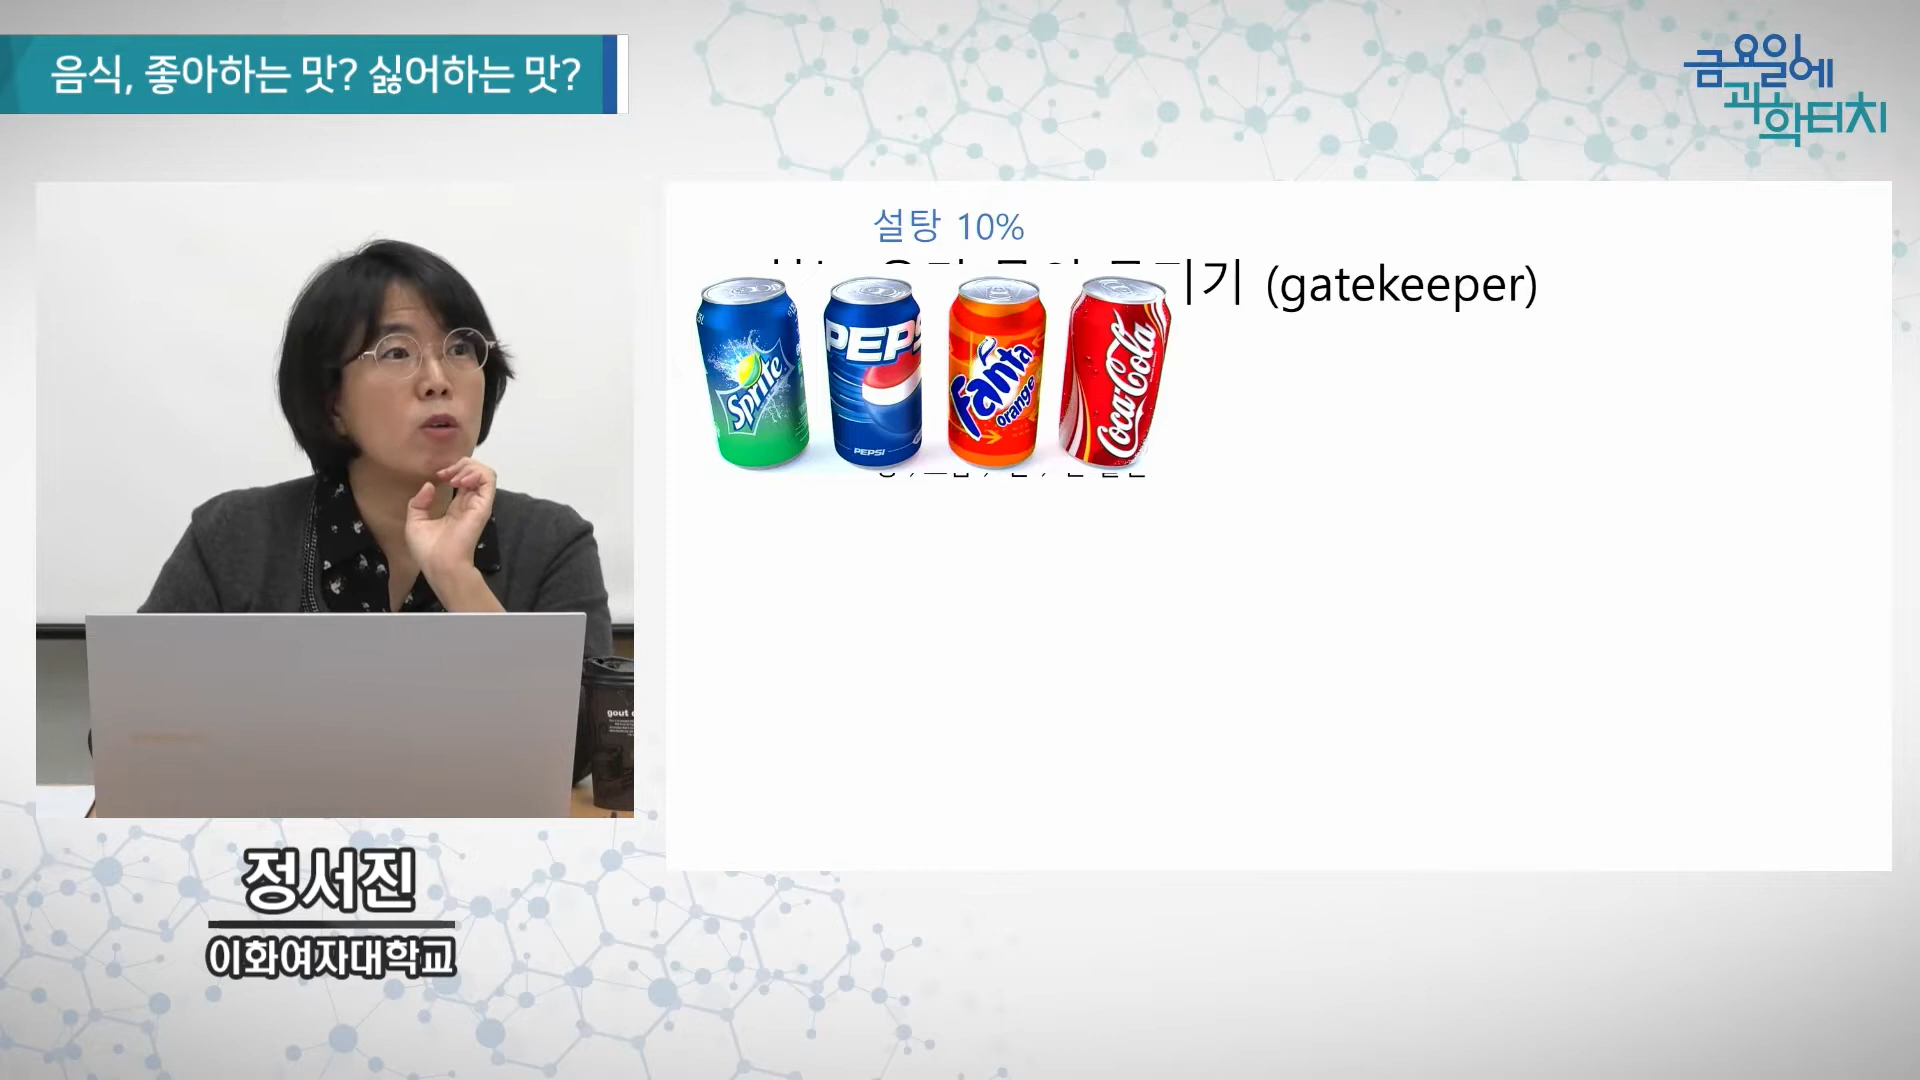 음식, 좋아하는 맛? 싫어하는 맛?
금요일에
과학터치
설탕 10%
(gatekeeper)
Sprite
PEPSI
Fanta
orange
Coca-Cola
gout
정서진
이화여자대학교